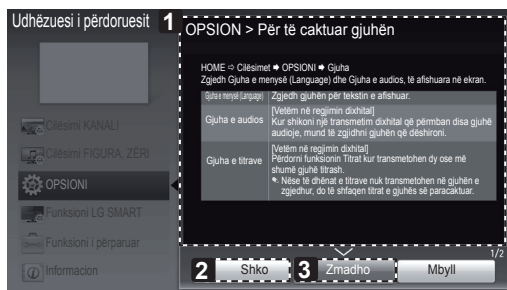 Udhëzuesi i përdoruesit
1
OPSION > Për të caktuar gjuhën
HOME ⇨ Cilësimet ➡ OPSIONI ➡ Gjuha
Zgjedh Gjuha e menysë (Language) dhe Gjuha e audios, të afishuara në ekran.
Gjuha e menysë (Language) Zgjedh gjuhën për tekstin e afishuar.
Gjuha e audios
[Vetëm në regjimin dixhital]
Kur shikoni një transmetim dixhital që përmban disa gjuhë
audioje, mund të zgjidhni gjuhën që dëshironi.
Gjuha e titrave
[Vetëm në regjimin dixhital]
Përdorni funksionin Titrat kur transmetohen dy ose më
shumë gjuhë titrash.
✎ Nëse të dhënat e titrave nuk transmetohen në gjuhën e
zgjedhur, do të shfaqen titrat e gjuhës së paracaktuar.
Cilësimi KANALI
Cilësimi FIGURA, ZËRI
OPSIONI
Funksioni LG SMART
Funksioni i përparuar
Informacion
1/2
2 Shko
3 Zmadho
Mbyll